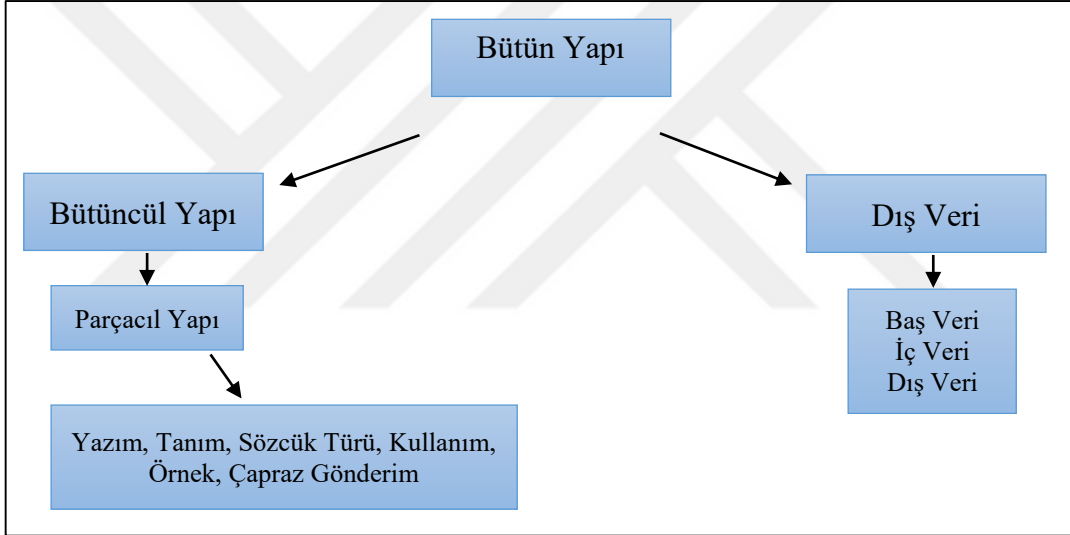 Bütün Yapı
Bütüncül Yapı
Dış Veri
Parçacıl Yapı
Baş Veri
İç Veri
Dış Veri
Yazım, Tanım, Sözcük Türü, Kullanım,
Örnek, Çapraz Gönderim